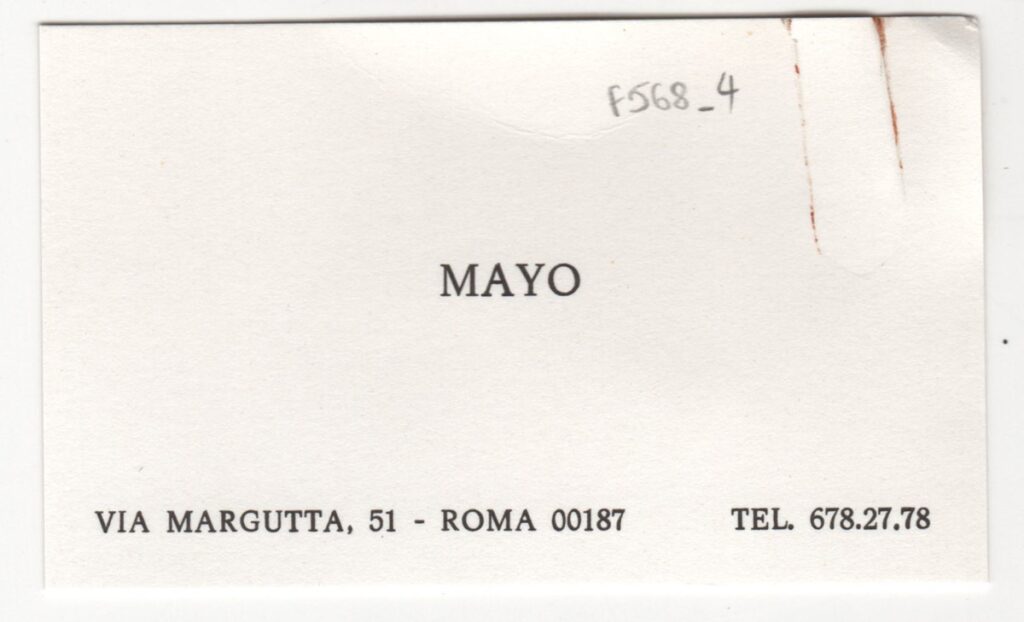 F568_4
MAYO
VIA MARGUTTA, 51 - ROMA 00187 TEL. 678.27.78